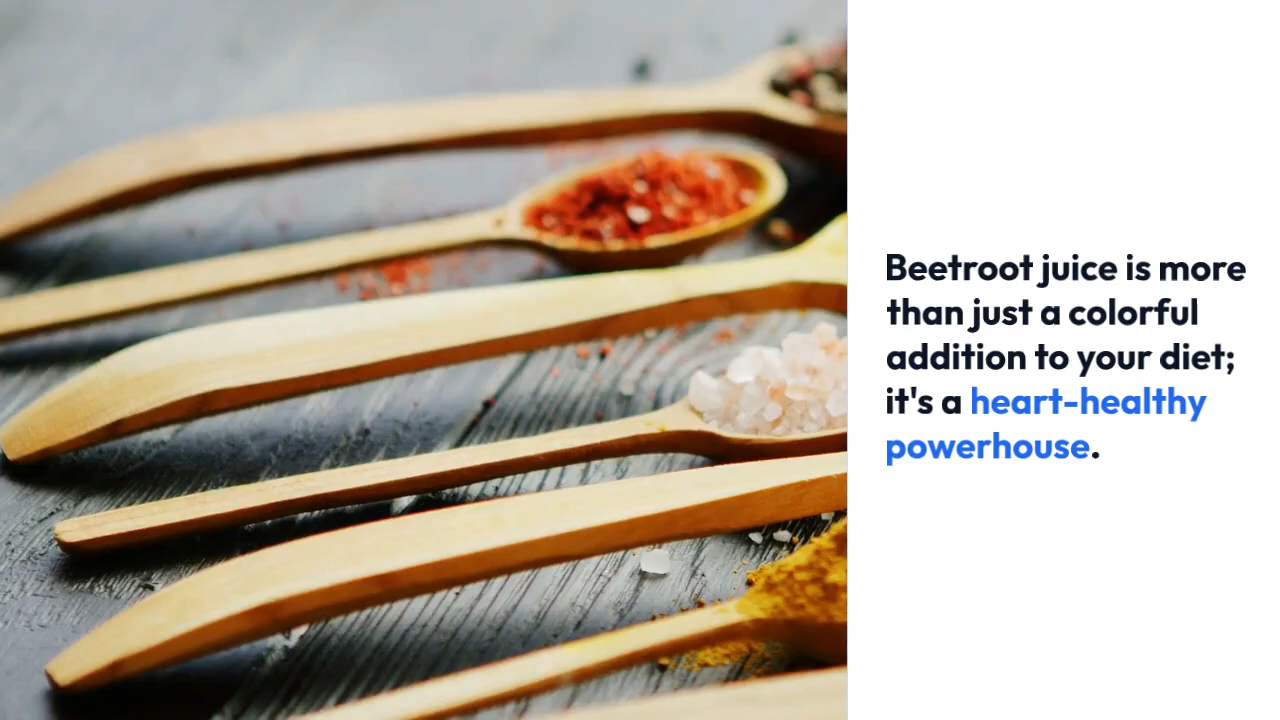 Beetroot juice is more
than just a colorful
addition to your diet;
it's a heart-healthy
powerhouse.